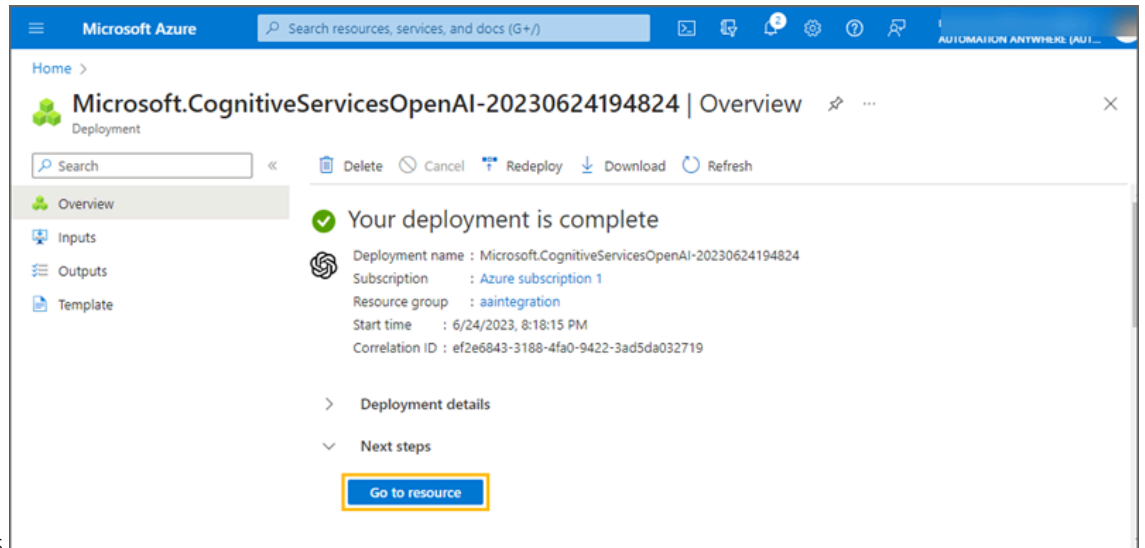 Microsoft Azure
Search resources, services, and docs (G+/)
2
AUTOMATION ANYWHERE (AUT...
Home >
Microsoft.CognitiveServicesOpenAI-20230624194824 | Overview
Deployment
Search
Delete Cancel Redeploy Download Refresh
Overview
Inputs
Outputs
Template
Your deployment is complete
Deployment name : Microsoft.CognitiveServicesOpenAI-20230624194824
Subscription : Azure subscription 1
Resource group : aaintegration
Start time : 6/24/2023, 8:18:15 PM
Correlation ID : ef2e6843-3188-4fa0-9422-3ad5da032719
Deployment details
Next steps
Go to resource